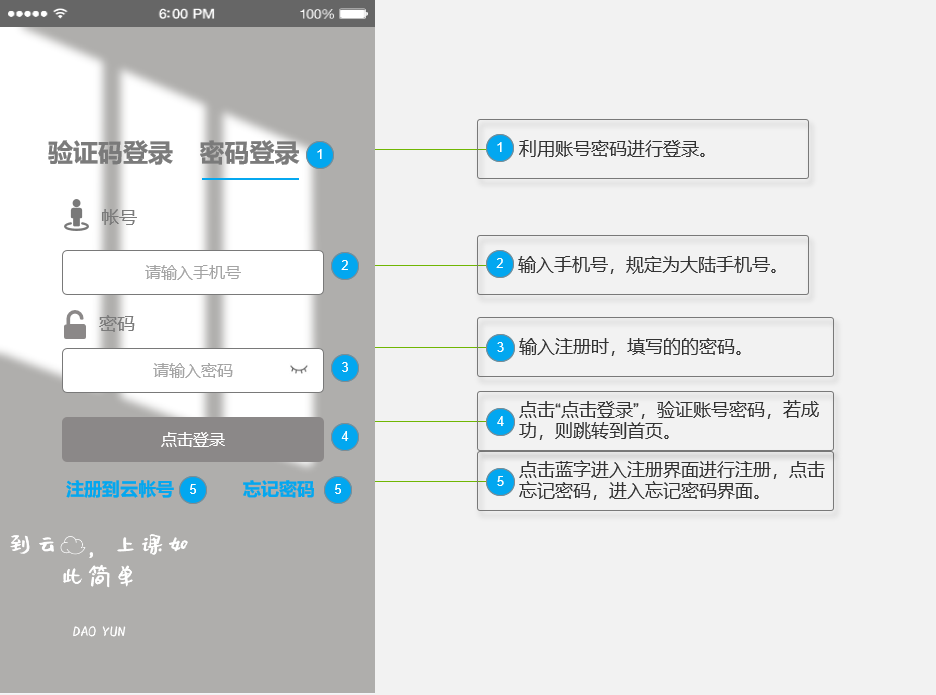 6:00 PM 100%
验证码登录 密码登录 1
帐号
请输入手机号 2
密码
请输入密码 3
点击登录 4
注册到云帐号 5 忘记密码 5
到云，上课如
此简单
DAO YUN
1 利用账号密码进行登录。
2 输入手机号，规定为大陆手机号。
3 输入注册时，填写的的密码。
4 点击“点击登录”，验证账号密码，若成
功，则跳转到首页。
5 点击蓝字进入注册界面进行注册，点击
忘记密码，进入忘记密码界面。